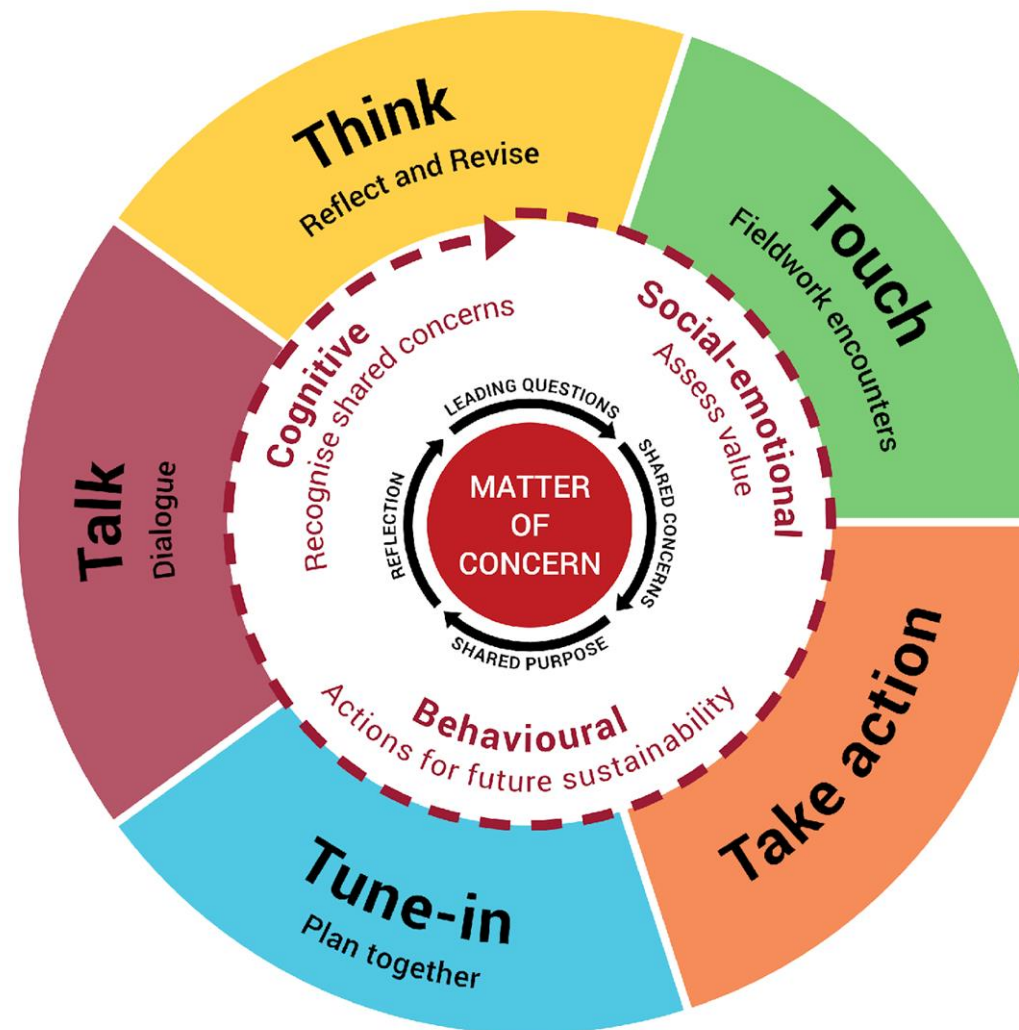 Think
Reflect and Revise
Touch
Fieldwork encounters
Take action
Tune-in
Plan together
Talk
Dialogue
Cognitive
Recognise shared concerns
Social-emotional
Assess value
Behavioural
Actions for future sustainability
LEADING QUESTIONS
SHARED CONCERNS
SHARED PURPOSE
REFLECTION
MATTER
OF
CONCERN